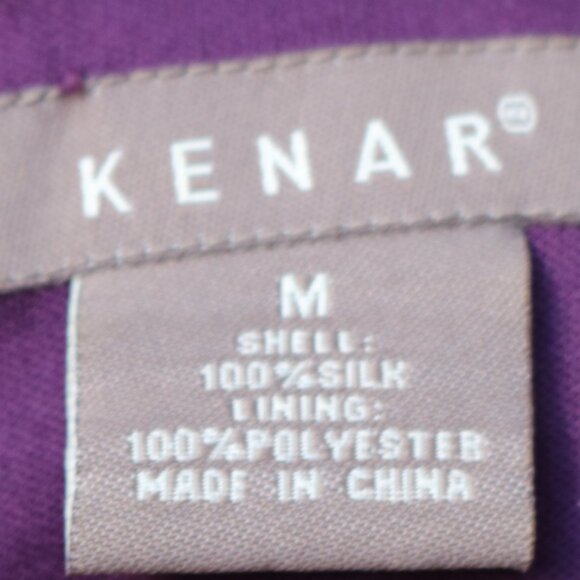 KENAR®
M
SHELL:
100%SILK
LINING:
100%POLYESTER
MADE IN CHINA